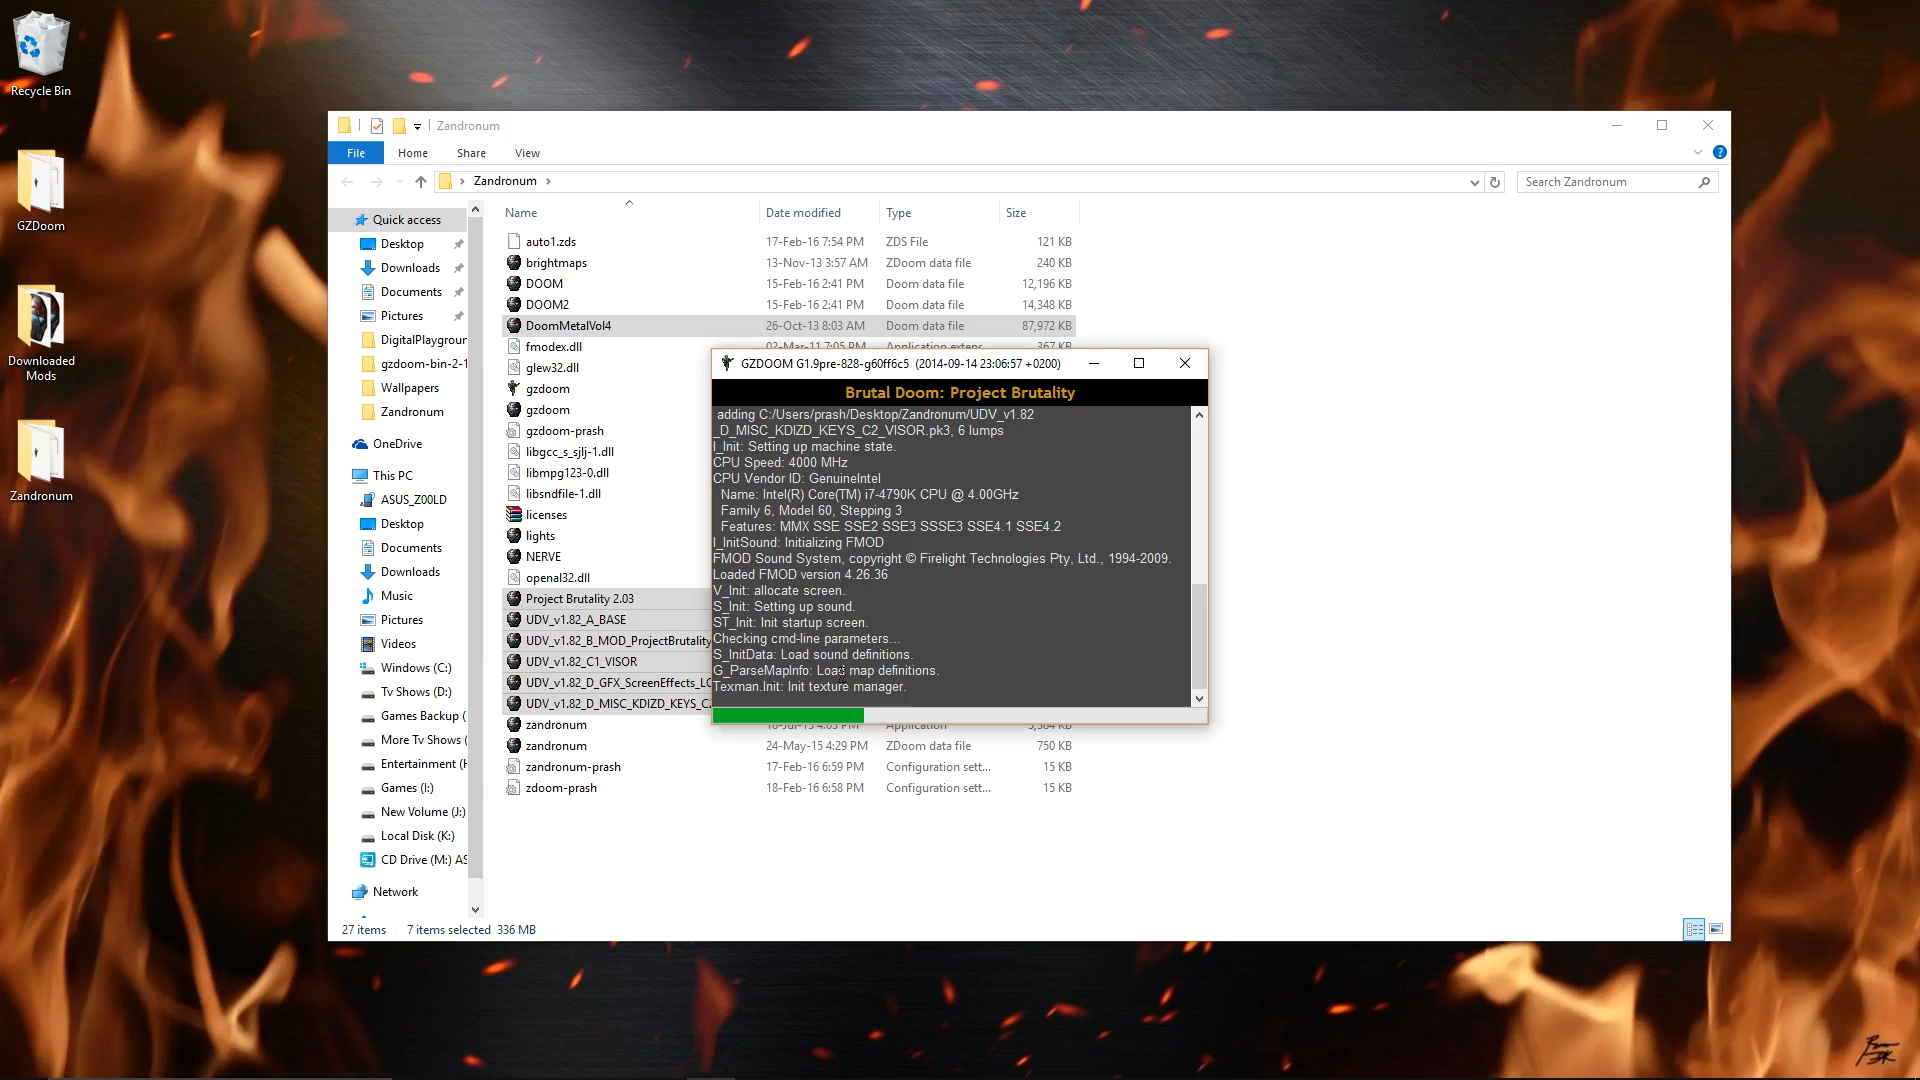 Recycle Bin
GZDoom
Downloaded
Mods
Zandronum
Zandronum
File Home Share View
Zandronum
Search Zandronum
Name Date modified Type Size
Quick access
Desktop
Downloads
Documents
Pictures
DigitalPlaygroun
gzdoom-bin-2-1
Wallpapers
Zandronum
OneDrive
This PC
ASUS_Z00LD
Desktop
Documents
Downloads
Music
Pictures
Videos
Windows (C:)
Tv Shows (D:)
Games Backup (
More Tv Shows (
Entertainment (H
Games (I:)
New Volume (J:)
Local Disk (K:)
CD Drive (M:) AS
Network
auto1.zds 17-Feb-16 7:54 PM ZDS File 121 KB
brightmaps 13-Nov-13 3:57 AM ZDoom data file 240 KB
DOOM 15-Feb-16 2:41 PM Doom data file 12,196 KB
DOOM2 15-Feb-16 2:41 PM Doom data file 14,348 KB
DoomMetalVol4 26-Oct-13 8:03 AM Doom data file 87,972 KB
fmodex.dll 02-Mar-11 7:05 PM Application extens... 367 KB
glew32.dll
gzdoom
gzdoom
gzdoom-prash
libgcc_s_sjlj-1.dll
libmpg123-0.dll
libsndfile-1.dll
licenses
lights
NERVE
openal32.dll
Project Brutality 2.03
UDV_v1.82_A_BASE
UDV_v1.82_B_MOD_ProjectBrutality
UDV_v1.82_C1_VISOR
UDV_v1.82_D_GFX_ScreenEffects_LO
UDV_v1.82_D_MISC_KDIZD_KEYS_C2
zandronum Application
zandronum 24-May-15 4:29 PM ZDoom data file 750 KB
zandronum-prash 17-Feb-16 6:59 PM Configuration sett... 15 KB
zdoom-prash 18-Feb-16 6:58 PM Configuration sett... 15 KB
27 items 7 items selected 336 MB
GZDOOM G1.9pre-828-g60ff6c5 (2014-09-14 23:06:57 +0200)
Brutal Doom: Project Brutality
adding C:/Users/prash/Desktop/Zandronum/UDV_v1.82
_D_MISC_KDIZD_KEYS_C2_VISOR.pk3, 6 lumps
I_Init: Setting up machine state.
CPU Speed: 4000 MHz
CPU Vendor ID: GenuineIntel
Name: Intel(R) Core(TM) i7-4790K CPU @ 4.00GHz
Family 6, Model 60, Stepping 3
Features: MMX SSE SSE2 SSE3 SSSE3 SSE4.1 SSE4.2
I_InitSound: Initializing FMOD
FMOD Sound System, copyright © Firelight Technologies Pty, Ltd., 1994-2009.
Loaded FMOD version 4.26.36
V_Init: allocate screen.
S_Init: Setting up sound.
ST_Init: Init startup screen.
Checking cmd-line parameters...
S_InitData: Load sound definitions.
G_ParseMapInfo: Load map definitions.
Texman.Init: Init texture manager.